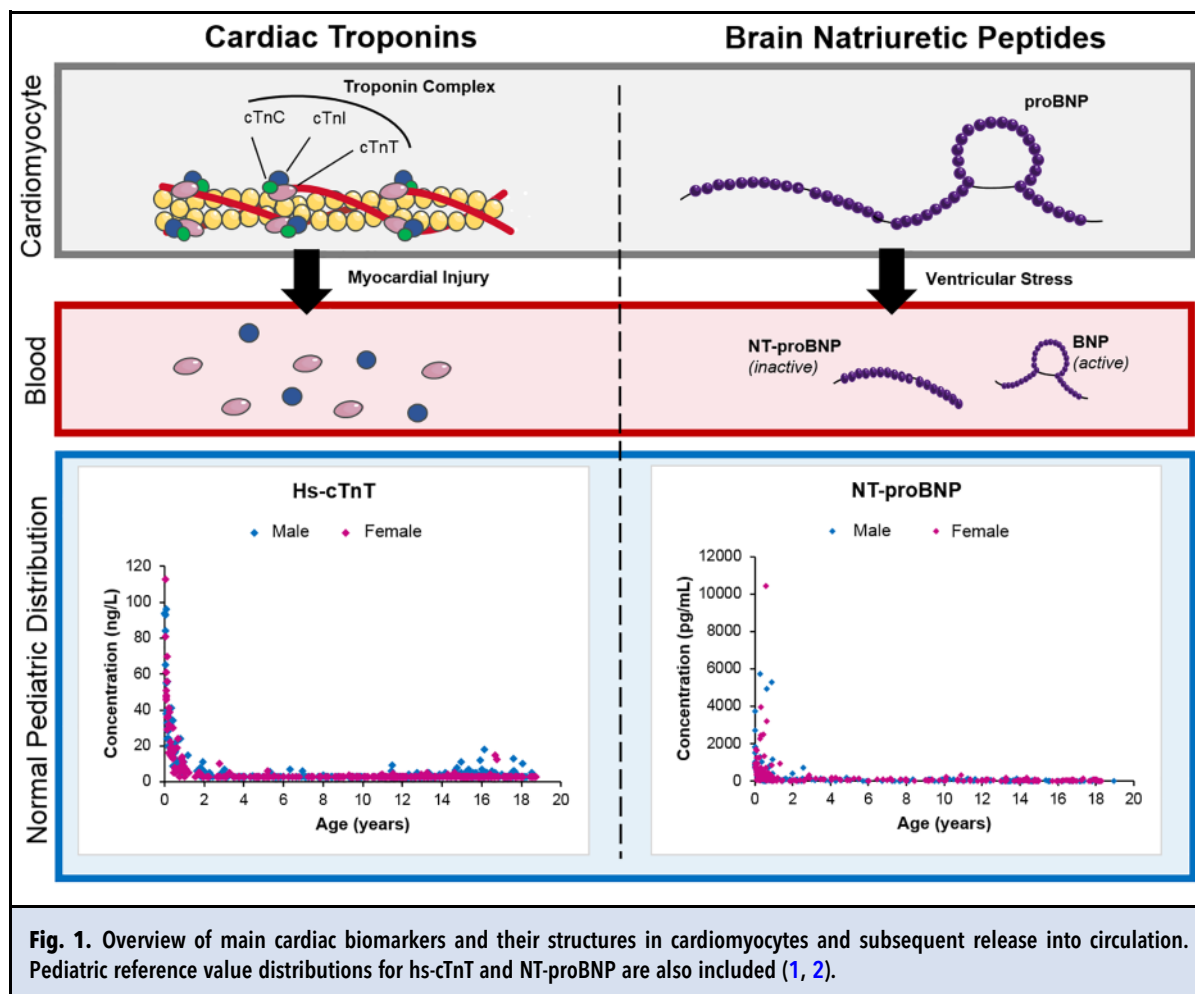 Cardiac Troponins
Brain Natriuretic Peptides
Cardiomyocyte
Troponin Complex
cTnC
cTnI
cTnT
proBNP
Myocardial Injury
Ventricular Stress
Blood
NT-proBNP
(inactive)
BNP
(active)
Normal Pediatric Distribution
Hs-cTnT
Male
Female
Concentration (ng/L)
120
100
80
60
40
20
0
0 2 4 6 8 10 12 14 16 18 20
Age (years)
NT-proBNP
Male
Female
Concentration (pg/mL)
12000
10000
8000
6000
4000
2000
0
0 2 4 6 8 10 12 14 16 18 20
Age (years)
Fig. 1. Overview of main cardiac biomarkers and their structures in cardiomyocytes and subsequent release into circulation.
Pediatric reference value distributions for hs-cTnT and NT-proBNP are also included (1, 2).